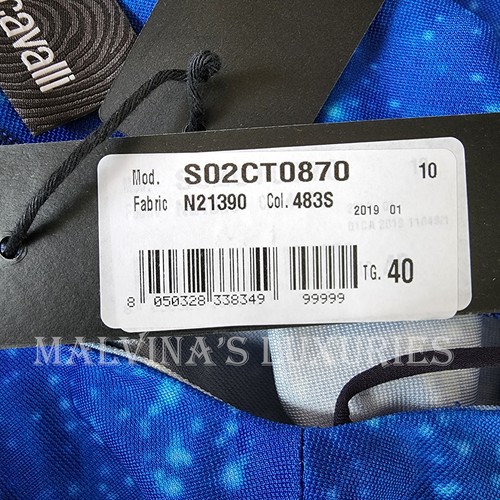 cavalli
Mod. S02CT0870 10
Fabric N21390 Col. 483S 2019 01
TG. 40
8 050328 338349 99999
MALVINA'S LUXURIES